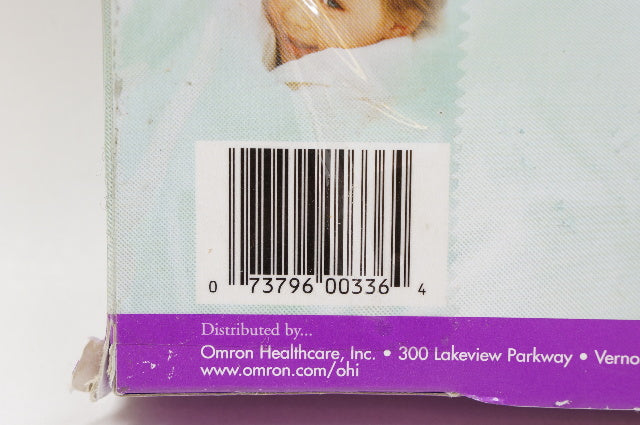 0 73796 00336 4
Distributed by...
Omron Healthcare, Inc. • 300 Lakeview Parkway • Verno
www.omron.com/ohi